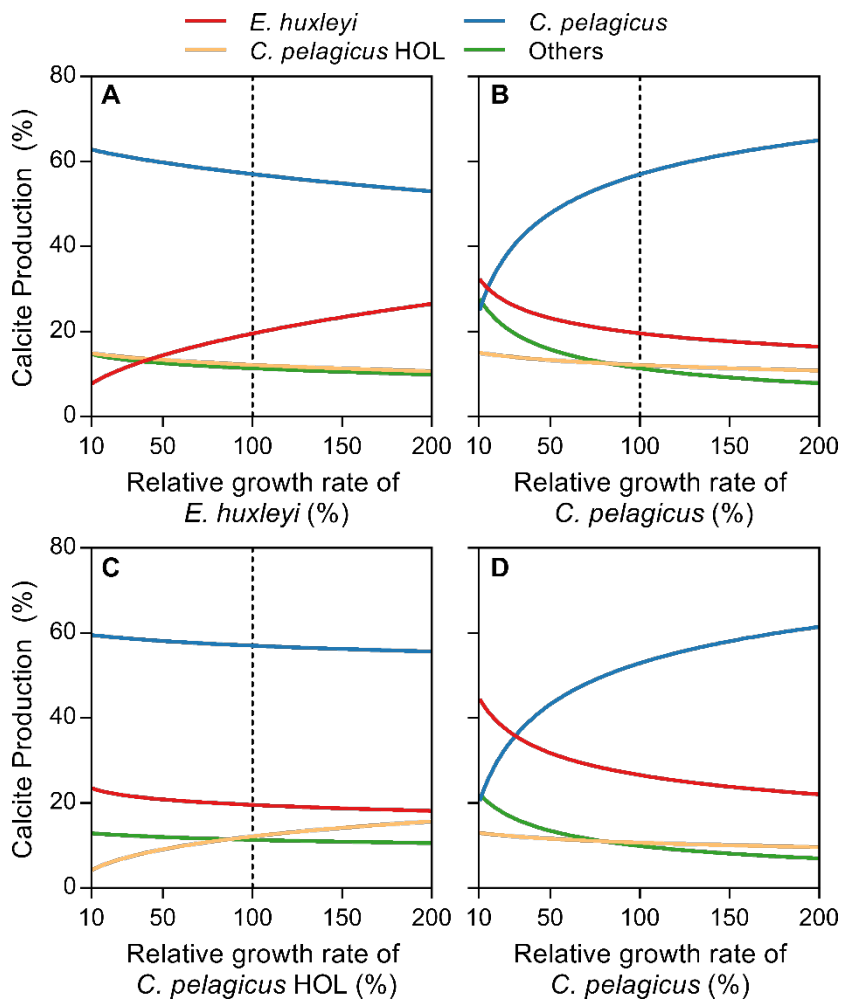 E. huxleyi
C. pelagicus
C. pelagicus HOL
Others
A
B
Calcite Production (%)
80
60
40
20
0
10 50 100 150 200
10 50 100 150 200
Relative growth rate of
E. huxleyi (%)
Relative growth rate of
C. pelagicus (%)
C
D
Calcite Production (%)
80
60
40
20
0
10 50 100 150 200
10 50 100 150 200
Relative growth rate of
C. pelagicus HOL (%)
Relative growth rate of
C. pelagicus (%)